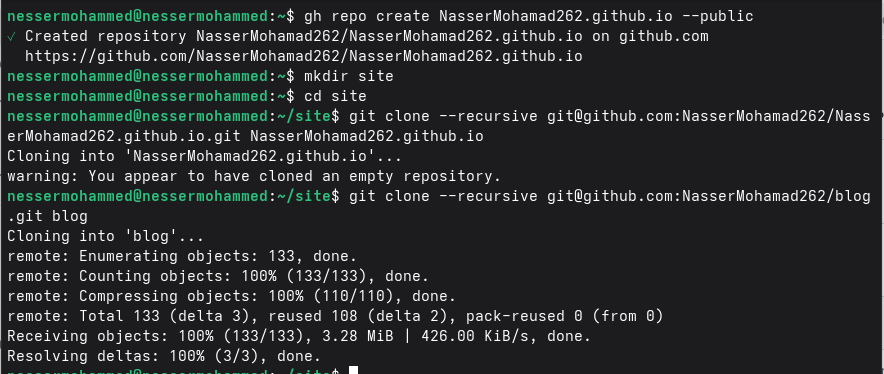 nessermohammed@nessermohammed:~$ gh repo create NasserMohamad262.github.io --public
✓ Created repository NasserMohamad262/NasserMohamad262.github.io on github.com
  https://github.com/NasserMohamad262/NasserMohamad262.github.io
nessermohammed@nessermohammed:~$ mkdir site
nessermohammed@nessermohammed:~$ cd site
nessermohammed@nessermohammed:~/site$ git clone --recursive git@github.com:NasserMohamad262/Nass
erMohamad262.github.io.git NasserMohamad262.github.io
Cloning into 'NasserMohamad262.github.io'...
warning: You appear to have cloned an empty repository.
nessermohammed@nessermohammed:~/site$ git clone --recursive git@github.com:NasserMohamad262/blog
.git blog
Cloning into 'blog'...
remote: Enumerating objects: 133, done.
remote: Counting objects: 100% (133/133), done.
remote: Compressing objects: 100% (110/110), done.
remote: Total 133 (delta 3), reused 108 (delta 2), pack-reused 0 (from 0)
Receiving objects: 100% (133/133), 3.28 MiB | 426.00 KiB/s, done.
Resolving deltas: 100% (3/3), done.
nessermohammed@nessermohammed:~/site$